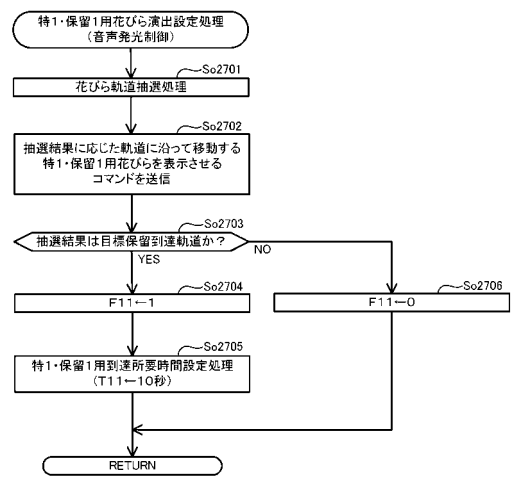 特1・保留1用花びら演出設定処理
(音声発光制御)
So2701
花びら軌道抽選処理
So2702
抽選結果に応じた軌道に沿って移動する
特1・保留1用花びらを表示させる
コマンドを送信
So2703
抽選結果は目標保留到達軌道か?
YES
NO
So2704
F11←1
So2706
F11←0
So2705
特1・保留1用到達所要時間設定処理
(T11←10秒)
RETURN